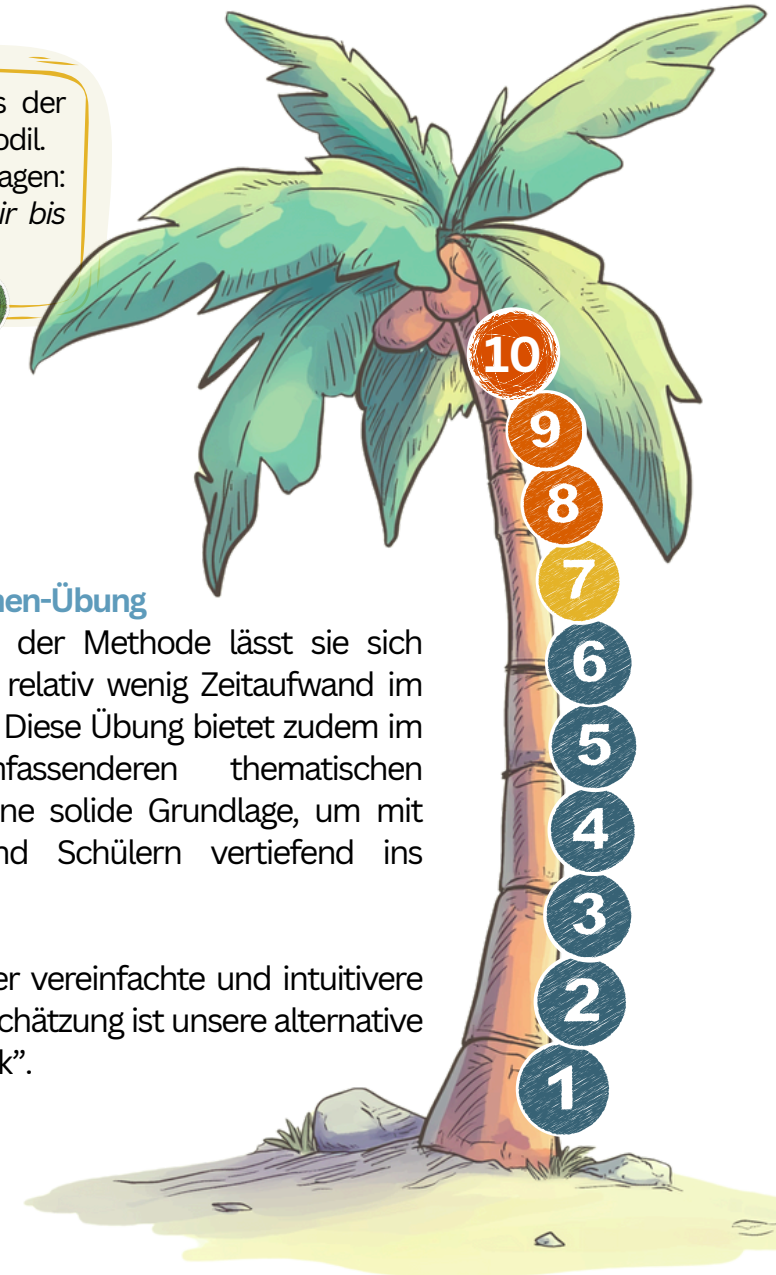 s der
odil.
agen:
ir bis
10
9
8
7
nen-Übung
6
der Methode lässt sie sich
relativ wenig Zeitaufwand im
5
Diese Übung bietet zudem im
nfassenderen thematischen
4
ne solide Grundlage, um mit
nd Schülern vertiefend ins
3
er vereinfachte und intuitivere
2
chätzung ist unsere alternative
k”.
1